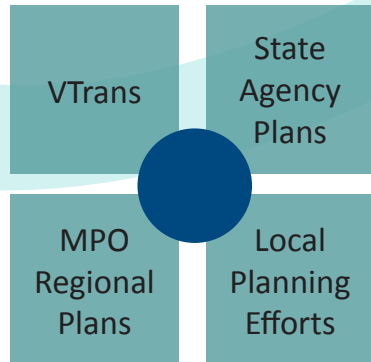 VTrans
State
Agency
Plans
MPO
Regional
Plans
Local
Planning
Efforts